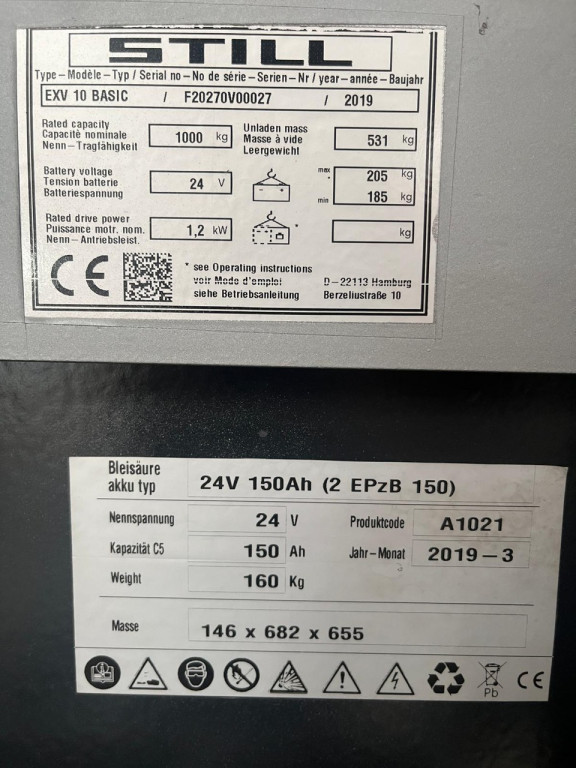 STILL
Type – Modèle – Typ / Serial no – No de série – Serien – Nr / year – année – Baujahr
EXV 10 BASIC / F20270V00027 / 2019
Rated capacity
Capacité nominale
Nenn – Tragfähigkeit
1000 kg
Unladen mass
Masse à vide
Leergewicht
531 kg
Battery voltage
Tension batterie
Batteriespannung
24 V
max 205 kg
*
min 185 kg
Rated drive power
Puissance motr. nom.
Nenn – Antriebsleist.
1,2 kW
*
kg
CE
* see Operating instructions
voir Mode d'emploi
siehe Betriebsanleitung
D – 22113 Hamburg
Berzeliustraße 10
Bleisäure
akku typ
24V 150Ah (2 EPzB 150)
Nennspannung 24 V Produktcode A1021
Kapazität C5 150 Ah Jahr – Monat 2019 – 3
Weight 160 Kg
Masse 146 x 682 x 655
Pb
CE